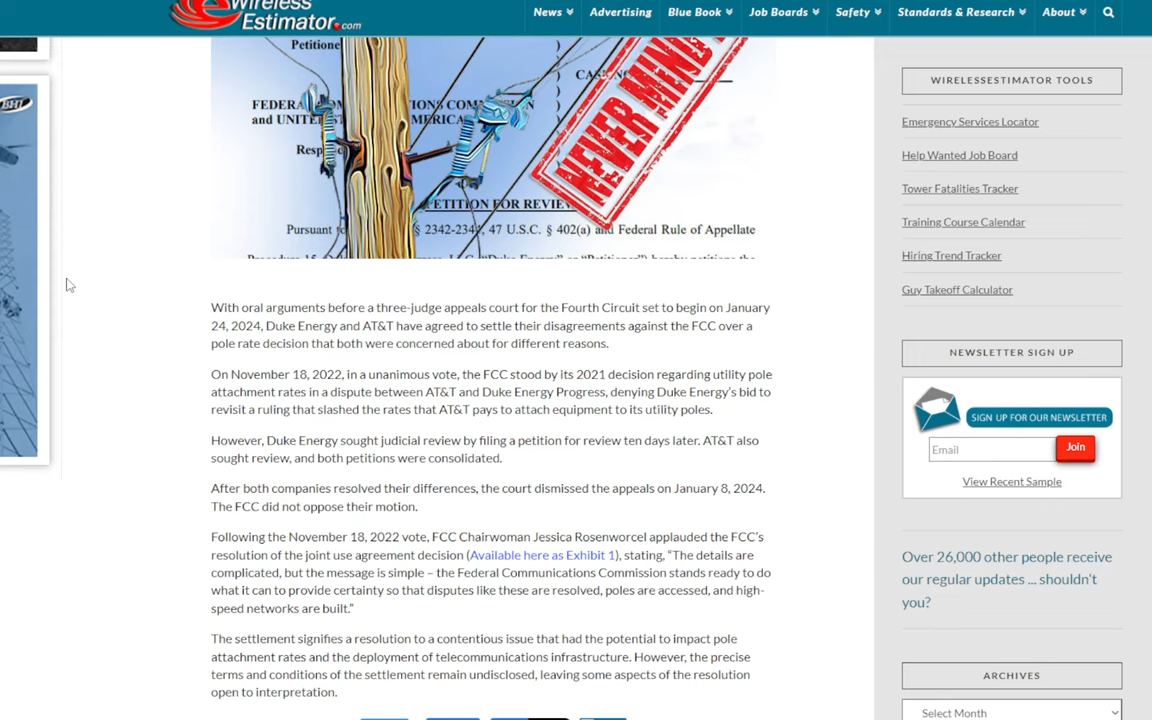 Wireless
Estimator.com
News
Advertising
Blue Book
Job Boards
Safety
Standards & Research
About
BHI
Petitione
FEDERA
and UNITE
Resp
NEVER MIND
PETITION FOR REVIEW
Pursuant
§ 2342-234, 47 U.S.C. § 402(a) and Federal Rule of Appellate
With oral arguments before a three-judge appeals court for the Fourth Circuit set to begin on January
24, 2024, Duke Energy and AT&T have agreed to settle their disagreements against the FCC over a
pole rate decision that both were concerned about for different reasons.
On November 18, 2022, in a unanimous vote, the FCC stood by its 2021 decision regarding utility pole
attachment rates in a dispute between AT&T and Duke Energy Progress, denying Duke Energy's bid to
revisit a ruling that slashed the rates that AT&T pays to attach equipment to its utility poles.
However, Duke Energy sought judicial review by filing a petition for review ten days later. AT&T also
sought review, and both petitions were consolidated.
After both companies resolved their differences, the court dismissed the appeals on January 8, 2024.
The FCC did not oppose their motion.
Following the November 18, 2022 vote, FCC Chairwoman Jessica Rosenworcel applauded the FCC's
resolution of the joint use agreement decision (Available here as Exhibit 1), stating, "The details are
complicated, but the message is simple – the Federal Communications Commission stands ready to do
what it can to provide certainty so that disputes like these are resolved, poles are accessed, and high-
speed networks are built."
The settlement signifies a resolution to a contentious issue that had the potential to impact pole
attachment rates and the deployment of telecommunications infrastructure. However, the precise
terms and conditions of the settlement remain undisclosed, leaving some aspects of the resolution
open to interpretation.
WIRELESSESTIMATOR TOOLS
Emergency Services Locator
Help Wanted Job Board
Tower Fatalities Tracker
Training Course Calendar
Hiring Trend Tracker
Guy Takeoff Calculator
NEWSLETTER SIGN UP
SIGN UP FOR OUR NEWSLETTER
Email
Join
View Recent Sample
Over 26,000 other people receive
our regular updates ... shouldn't
you?
ARCHIVES
Select Month